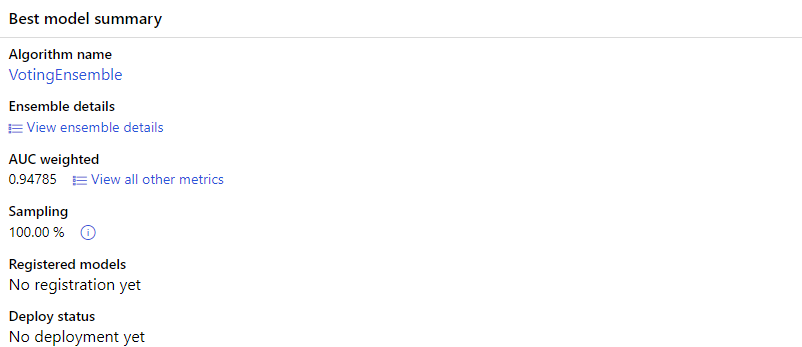 Best model summary
Algorithm name
VotingEnsemble
Ensemble details
View ensemble details
AUC weighted
0.94785 View all other metrics
Sampling
100.00 %
Registered models
No registration yet
Deploy status
No deployment yet